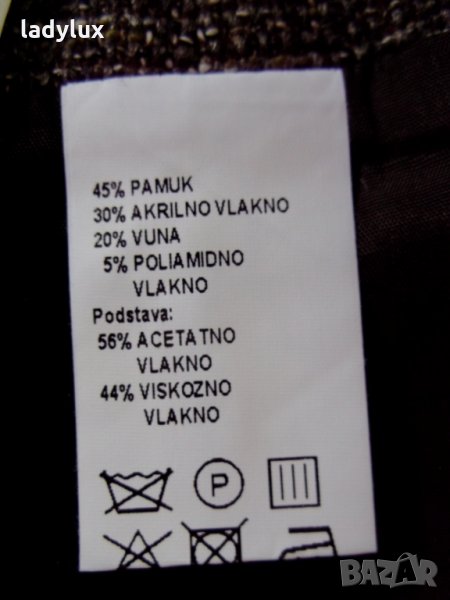 ladylux
45% PAMUK
30% AKRILNO VLAKNO
20% VUNA
5% POLIAMIDNO
VLAKNO
Podstava:
56% ACETATNO
VLAKNO
44% VISKOZNO
VLAKNO
P
BAZAR